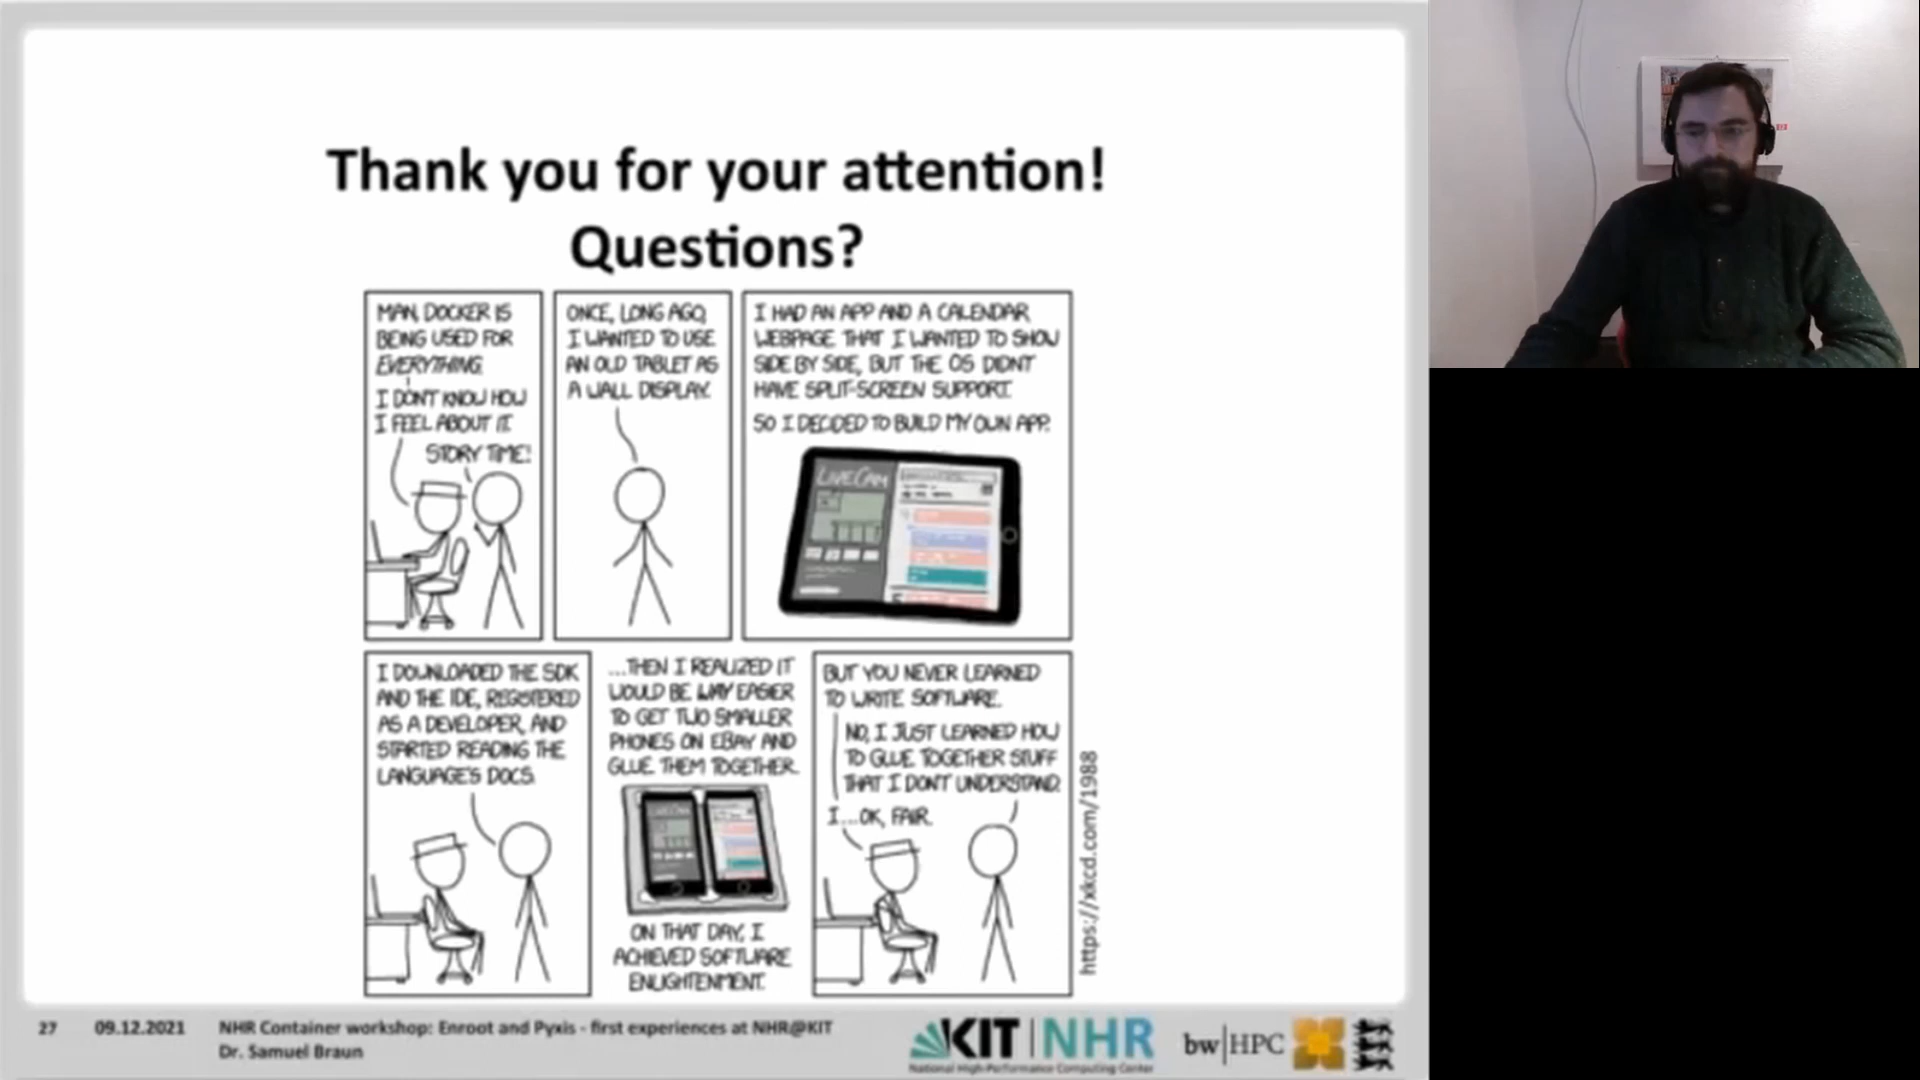 Thank you for your attention!
Questions?
MAN, DOCKER IS
BEING USED FOR
EVERYTHING.
I DON'T KNOW HOW
I FEEL ABOUT IT.
STORY TIME!
ONCE, LONG AGO,
I WANTED TO USE
AN OLD TABLET AS
A WALL DISPLAY.
I HAD AN APP AND A CALENDAR
WEBPAGE THAT I WANTED TO SHOW
SIDE BY SIDE, BUT THE OS DIDN'T
HAVE SPLIT-SCREEN SUPPORT.
SO I DECIDED TO BUILD MY OWN APP.
LIVECAM
I DOWNLOADED THE SDK
AND THE IDE, REGISTERED
AS A DEVELOPER, AND
STARTED READING THE
LANGUAGE'S DOCS.
...THEN I REALIZED IT
WOULD BE WAY EASIER
TO GET TWO SMALLER
PHONES ON EBAY AND
GLUE THEM TOGETHER.
ON THAT DAY, I
ACHIEVED SOFTWARE
ENLIGHTENMENT.
BUT YOU NEVER LEARNED
TO WRITE SOFTWARE.
NO, I JUST LEARNED HOW
TO GLUE TOGETHER STUFF
THAT I DON'T UNDERSTAND.
I...OK, FAIR.
https://xkcd.com/1988
27 09.12.2021 NHR Container workshop: Enroot and Pyxis - first experiences at NHR@KIT
Dr. Samuel Braun
KIT | NHR
National High-Performance Computing Center
bw|HPC